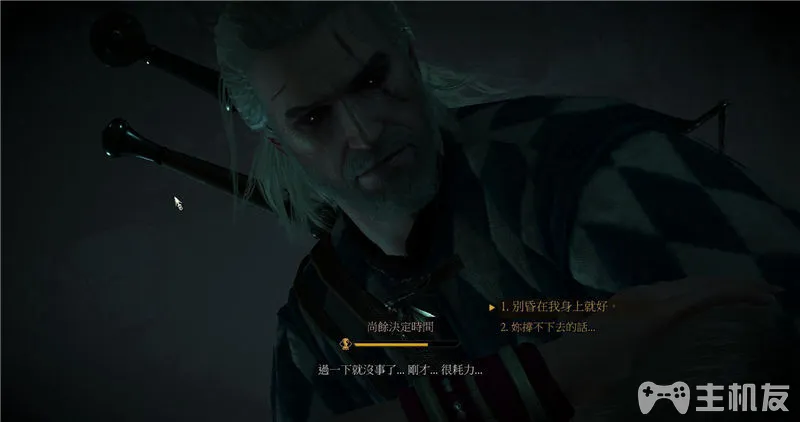 1. 別昏在我身上就好。
2. 妳撐不下去的話...
尚餘決定時間
過一下就沒事了... 剛才... 很耗力...
主机友